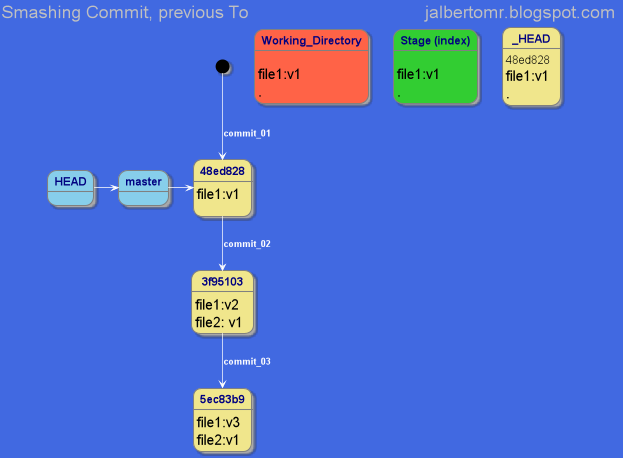 Smashing Commit, previous To
jalbertomr.blogspot.com
Working_Directory
file1:v1
.
Stage (index)
file1:v1
.
_HEAD
48ed828
file1:v1
.
commit_01
HEAD
master
48ed828
file1:v1
commit_02
3f95103
file1:v2
file2: v1
commit_03
5ec83b9
file1:v3
file2:v1